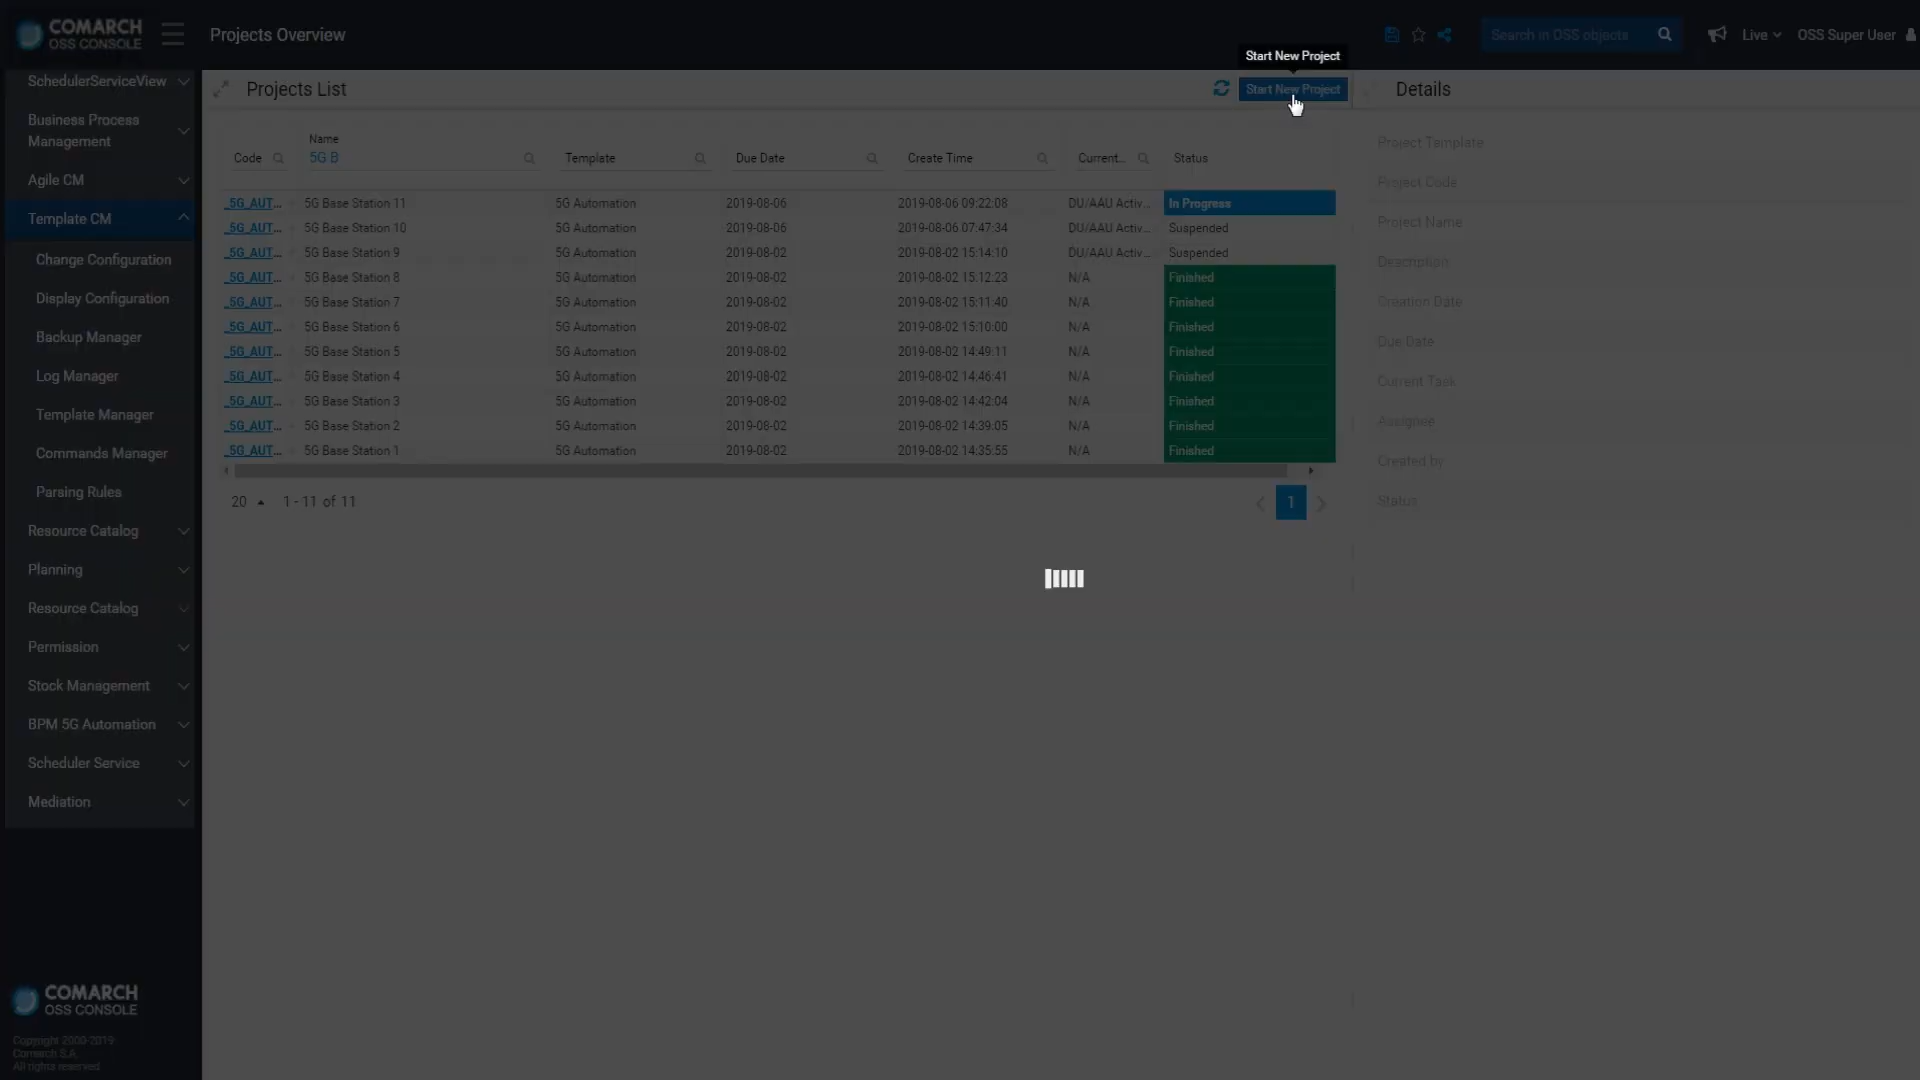 COMARCH
OSS CONSOLE
Projects Overview
Search in OSS objects
Live
OSS Super User
Start New Project
SchedulerServiceView
Business Process
Management
Agile CM
Template CM
Change Configuration
Display Configuration
Backup Manager
Log Manager
Template Manager
Commands Manager
Parsing Rules
Resource Catalog
Planning
Resource Catalog
Permission
Stock Management
BPM 5G Automation
Scheduler Service
Mediation
COMARCH
OSS CONSOLE
Copyright 2000-2019
Comarch S.A.
All rights reserved
Projects List
Start New Project
Code Name Template Due Date Create Time Current... Status
5G B
_5G_AUT... 5G Base Station 11 5G Automation 2019-08-06 2019-08-06 09:22:08 DU/AAU Activ... In Progress
_5G_AUT... 5G Base Station 10 5G Automation 2019-08-06 2019-08-06 07:47:34 DU/AAU Activ... Suspended
_5G_AUT... 5G Base Station 9 5G Automation 2019-08-02 2019-08-02 15:14:10 DU/AAU Activ... Suspended
_5G_AUT... 5G Base Station 8 5G Automation 2019-08-02 2019-08-02 15:12:23 N/A Finished
_5G_AUT... 5G Base Station 7 5G Automation 2019-08-02 2019-08-02 15:11:40 N/A Finished
_5G_AUT... 5G Base Station 6 5G Automation 2019-08-02 2019-08-02 15:10:00 N/A Finished
_5G_AUT... 5G Base Station 5 5G Automation 2019-08-02 2019-08-02 14:49:11 N/A Finished
_5G_AUT... 5G Base Station 4 5G Automation 2019-08-02 2019-08-02 14:46:41 N/A Finished
_5G_AUT... 5G Base Station 3 5G Automation 2019-08-02 2019-08-02 14:42:04 N/A Finished
_5G_AUT... 5G Base Station 2 5G Automation 2019-08-02 2019-08-02 14:39:05 N/A Finished
_5G_AUT... 5G Base Station 1 5G Automation 2019-08-02 2019-08-02 14:35:55 N/A Finished
20 1 - 11 of 11
1
Details
Project Template
Project Code
Project Name
Description
Creation Date
Due Date
Current Task
Assignee
Created by
Status